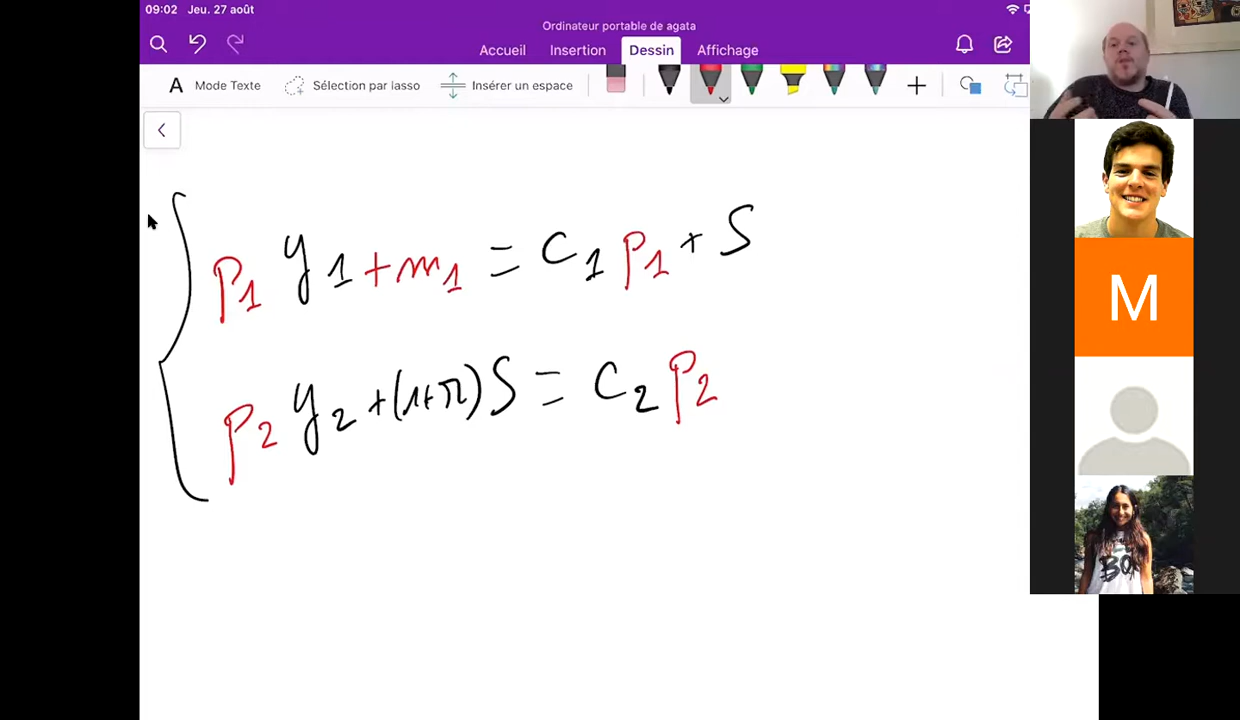 09:02 Jeu. 27 août
Ordinateur portable de agata
Accueil Insertion Dessin Affichage
A Mode Texte Sélection par lasso Insérer un espace
p1 y1 + m1 = c1 p1 + S
p2 y2 + (1+r) S = c2 p2
M
BO